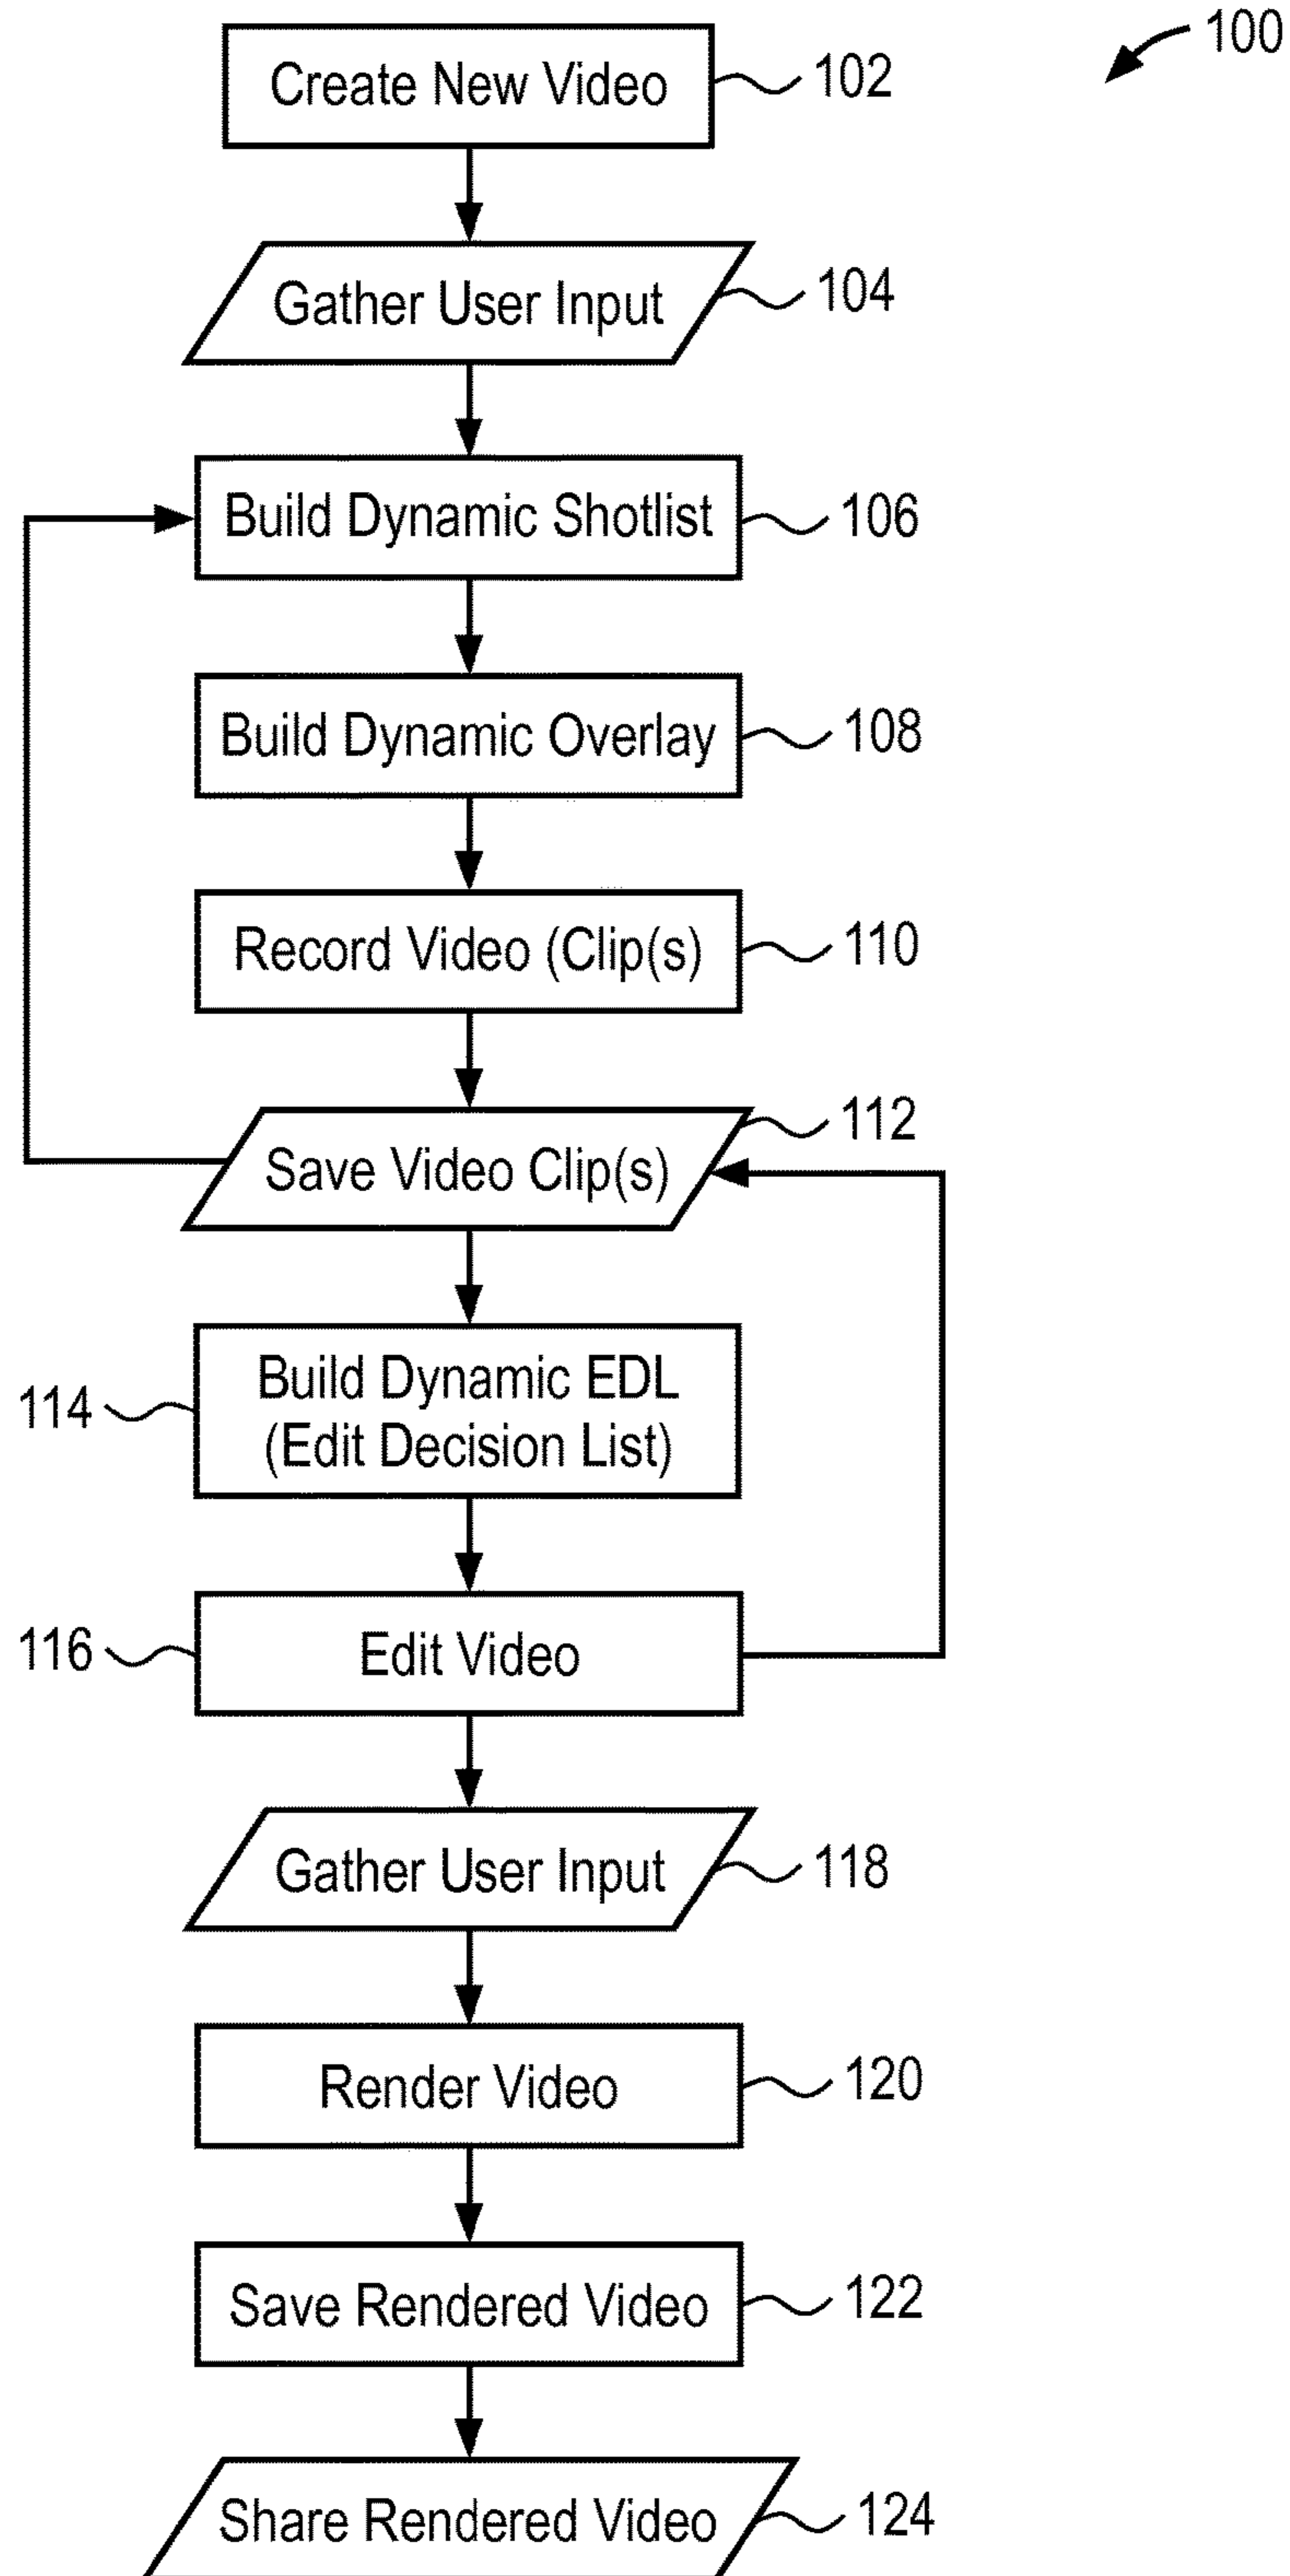 100
Create New Video
102
Gather User Input
104
Build Dynamic Shotlist
106
Build Dynamic Overlay
108
Record Video (Clip(s)
110
112
Save Video Clip(s)
Build Dynamic EDL
(Edit Decision List)
114
116
Edit Video
Gather User Input
118
Render Video
120
Save Rendered Video
122
Share Rendered Video
124